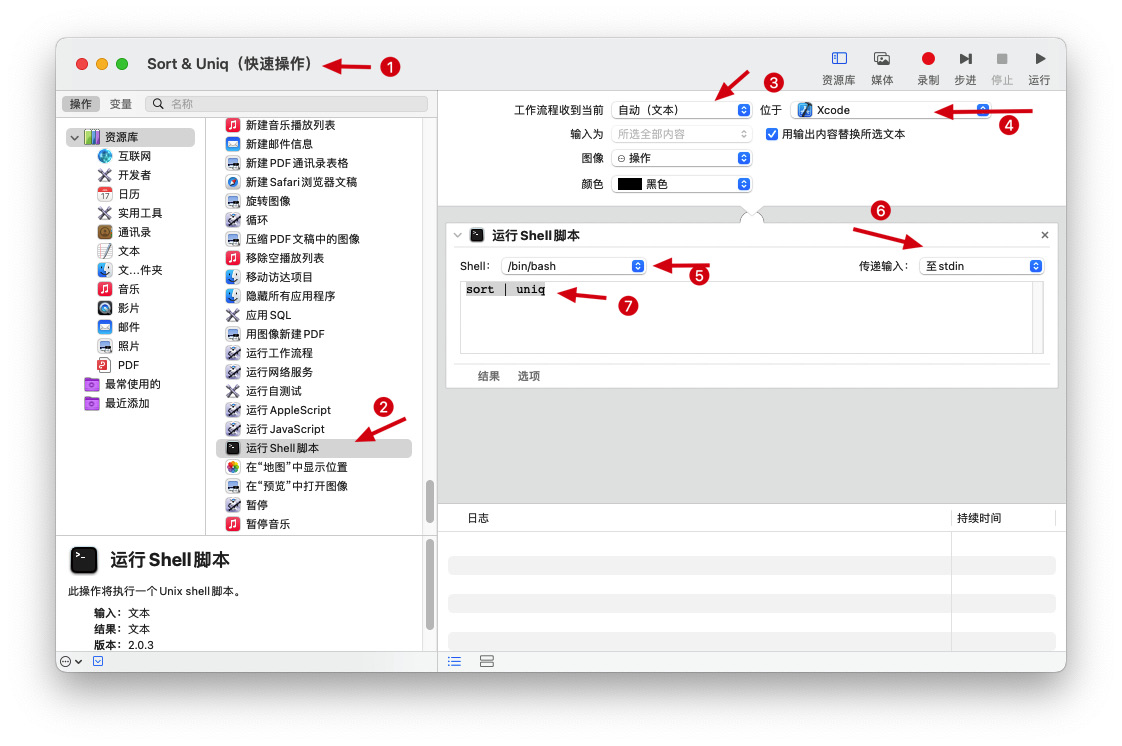 Sort & Uniq（快速操作）
1
资源库 媒体 录制 步进 停止 运行
操作 变量 名称
资源库
互联网
开发者
17
日历
实用工具
通讯录
文本
文...件夹
音乐
影片
邮件
照片
PDF
最常使用的
最近添加
新建音乐播放列表
新建邮件信息
新建PDF通讯录表格
新建Safari浏览器文稿
旋转图像
循环
压缩PDF文稿中的图像
移除空播放列表
移动访达项目
隐藏所有应用程序
应用SQL
用图像新建PDF
运行工作流程
运行网络服务
运行自测试
运行AppleScript
运行JavaScript
运行Shell脚本
在“地图”中显示位置
在“预览”中打开图像
暂停
暂停音乐
2
运行Shell脚本
此操作将执行一个Unix shell脚本。
输入：文本
结果：文本
版本：2.0.3
3
工作流程收到当前 自动（文本） 位于 Xcode
4
输入为 所选全部内容 用输出内容替换所选文本
图像 操作
颜色 黑色
6
运行Shell脚本
Shell： /bin/bash 传递输入： 至stdin
5
sort | uniq
7
结果 选项
日志 持续时间